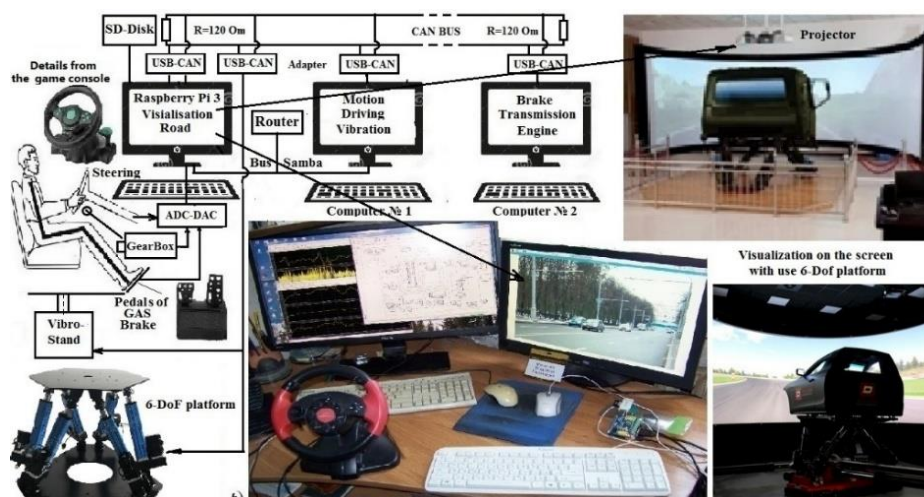 SD-Disk
R=120 Om
CAN BUS
R=120 Om
USB-CAN
USB-CAN
Adapter
USB-CAN
USB-CAN
Projector
Details from
the game console
Raspberry Pi 3
Visialisation
Road
Router
Motion
Driving
Vibration
Brake
Transmission
Engine
Bus
Samba
Steering
ADC-DAC
Computer № 1
Computer № 2
GearBox
Pedals of
GAS
Brake
Vibro-
Stand
6-DoF platform
Visualization on the screen
with use 6-Dof platform